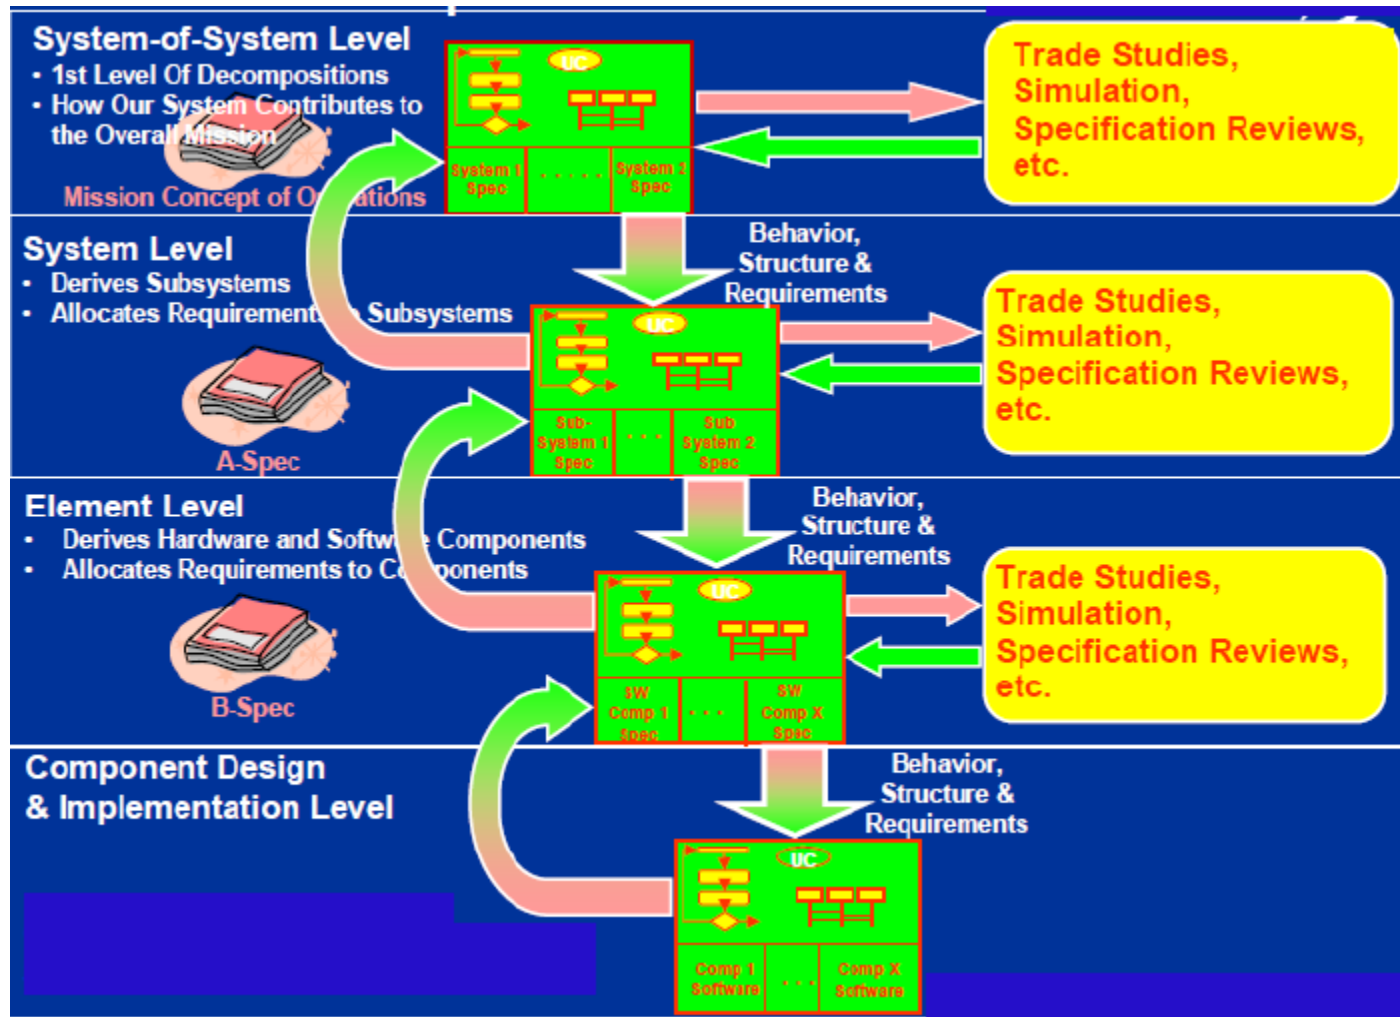 System-of-System Level
• 1st Level Of Decompositions
• How Our System Contributes to
the Overall Mission
Mission Concept of Operations
UC
System 1
Spec
. . . . .
System 2
Spec
Trade Studies,
Simulation,
Specification Reviews,
etc.
System Level
• Derives Subsystems
• Allocates Requirements to Subsystems
A-Spec
Behavior,
Structure &
Requirements
UC
Sub-
System 1
Spec
. . .
Sub
System 2
Spec
Trade Studies,
Simulation,
Specification Reviews,
etc.
Element Level
• Derives Hardware and Software Components
• Allocates Requirements to Components
B-Spec
Behavior,
Structure &
Requirements
UC
SW
Comp 1
Spec
. . .
SW
Comp X
Spec
Trade Studies,
Simulation,
Specification Reviews,
etc.
Component Design
& Implementation Level
Behavior,
Structure &
Requirements
UC
Comp 1
Software
. . .
Comp X
Software